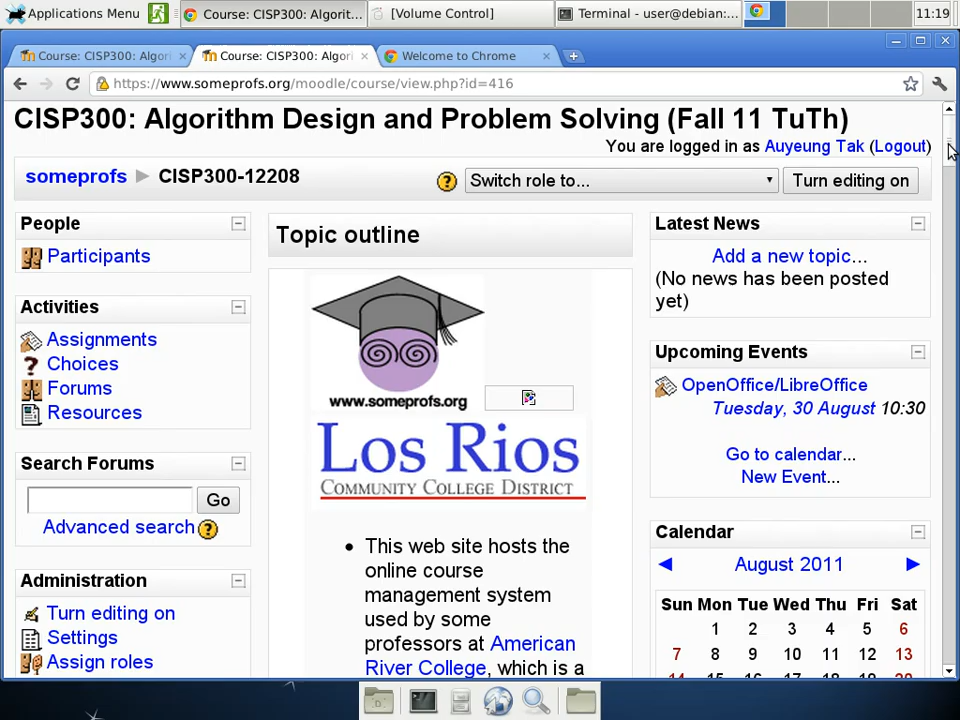 Applications Menu
Course: CISP300: Algorit...
[Volume Control]
Terminal - user@debian:...
11:19
Course: CISP300: Algori
Course: CISP300: Algori
Welcome to Chrome
https://www.someprofs.org/moodle/course/view.php?id=416
CISP300: Algorithm Design and Problem Solving (Fall 11 TuTh)
You are logged in as Auyeung Tak (Logout)
someprofs ► CISP300-12208
Switch role to...
Turn editing on
People
Participants
Activities
Assignments
Choices
Forums
Resources
Search Forums
Go
Advanced search
Administration
Turn editing on
Settings
Assign roles
Topic outline
www.someprofs.org
Los Rios
Community College District
• This web site hosts the
online course
management system
used by some
professors at American
River College, which is a
Latest News
Add a new topic...
(No news has been posted
yet)
Upcoming Events
OpenOffice/LibreOffice
Tuesday, 30 August 10:30
Go to calendar...
New Event...
Calendar
◄ August 2011 ►
Sun Mon Tue Wed Thu Fri Sat
1 2 3 4 5 6
7 8 9 10 11 12 13